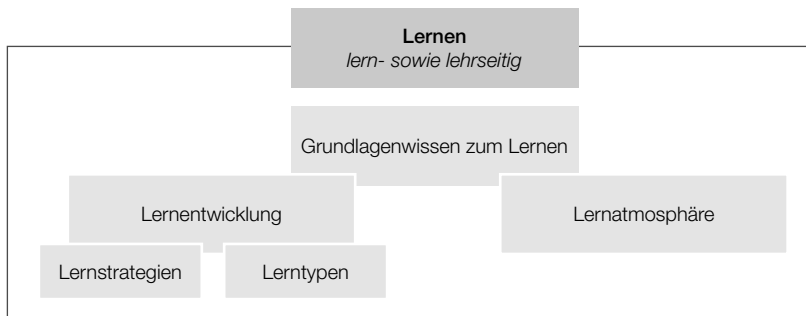 Lernen
lern- sowie lehrseitig
Grundlagenwissen zum Lernen
Lernentwicklung
Lernatmosphäre
Lernstrategien
Lerntypen